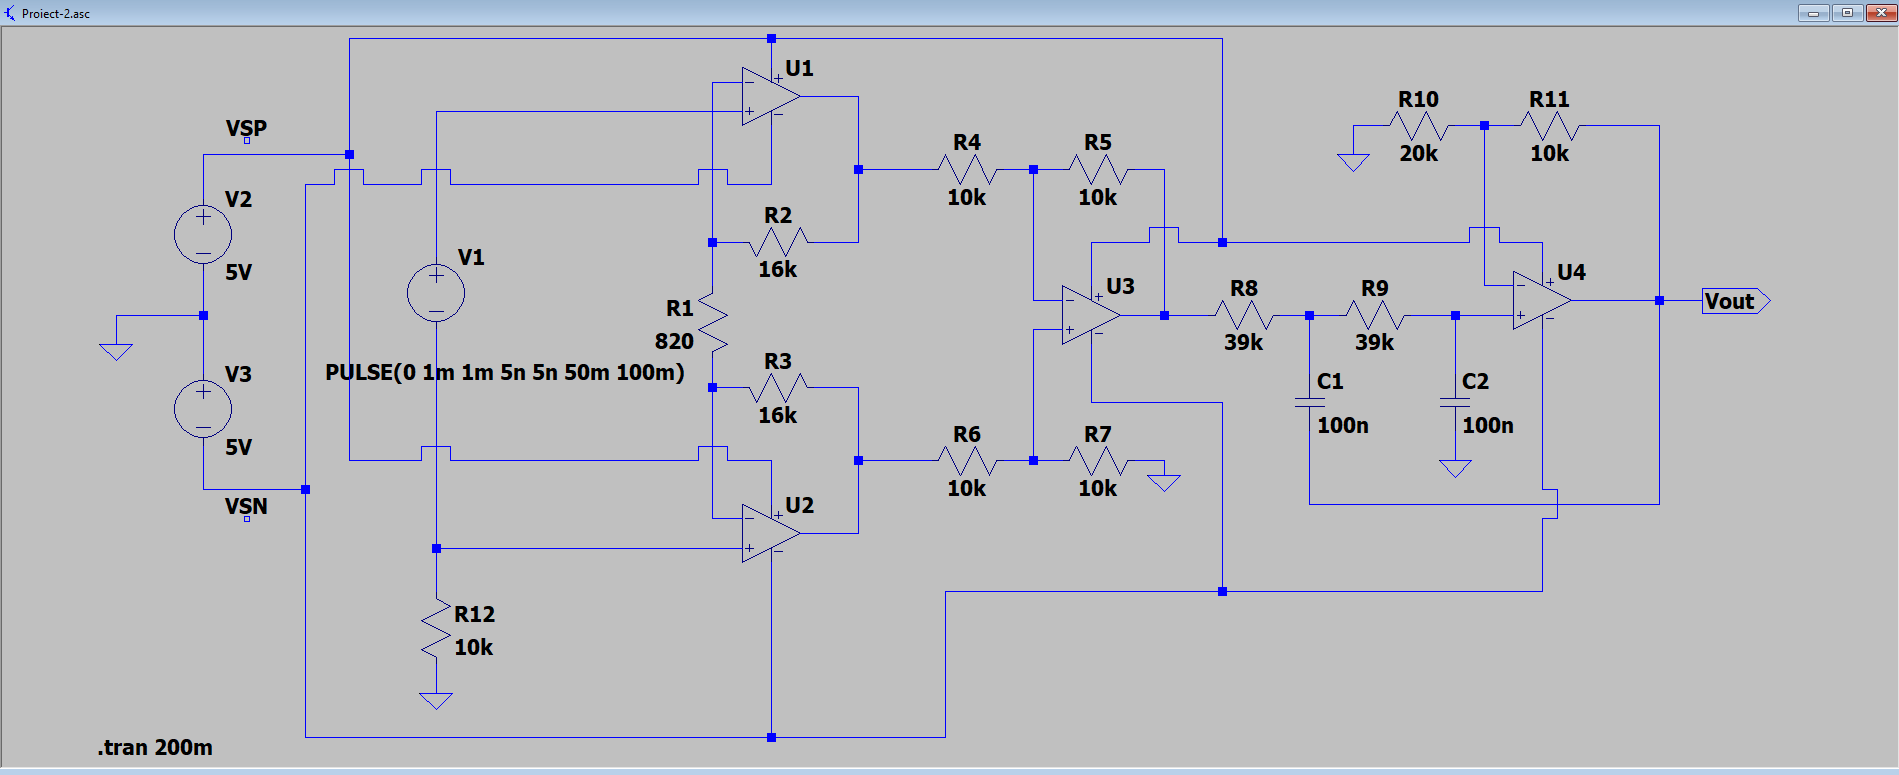 Proiect-2.asc
U1
R10
R11
VSP
R4
R5
20k
10k
V2
10k
10k
R2
V1
5V
16k
U4
U3
R8
R9
R1
Vout
820
39k
39k
R3
V3
PULSE(0 1m 1m 5n 5n 50m 100m)
C1
C2
16k
100n
100n
R6
R7
5V
10k
10k
VSN
U2
R12
10k
.tran 200m